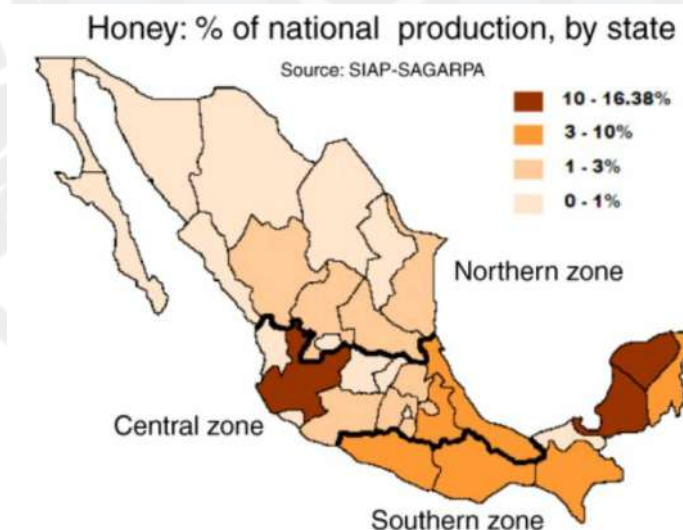 Honey: % of national production, by state
Source: SIAP-SAGARPA
10 - 16.38%
3 - 10%
1 - 3%
0 - 1%
Northern zone
Central zone
Southern zone